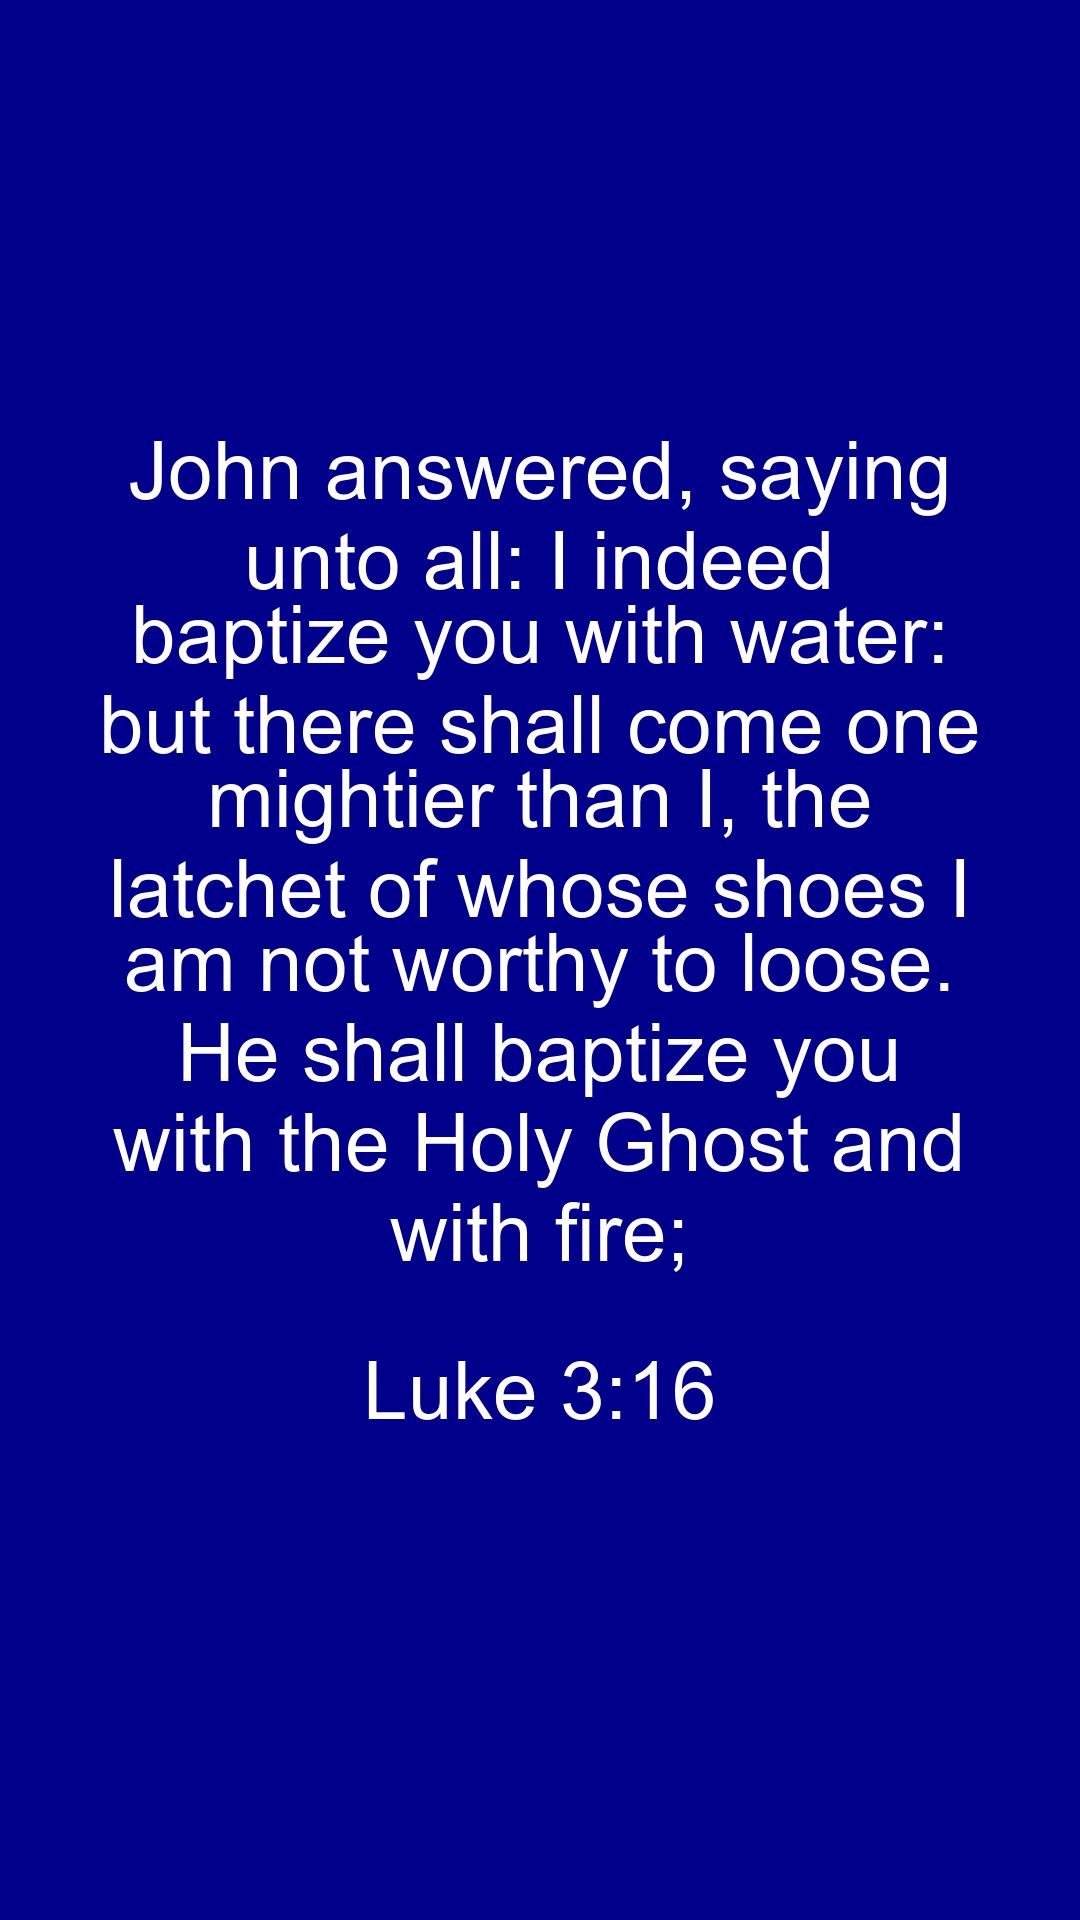 John answered, saying
unto all: I indeed
baptize you with water:
but there shall come one
mightier than I, the
latchet of whose shoes I
am not worthy to loose.
He shall baptize you
with the Holy Ghost and
with fire;
Luke 3:16